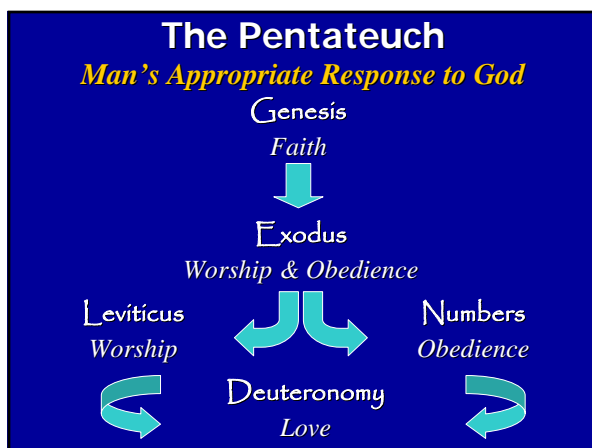 The Pentateuch
Man's Appropriate Response to God
Genesis
Faith
Exodus
Worship & Obedience
Leviticus
Worship
Numbers
Obedience
Deuteronomy
Love